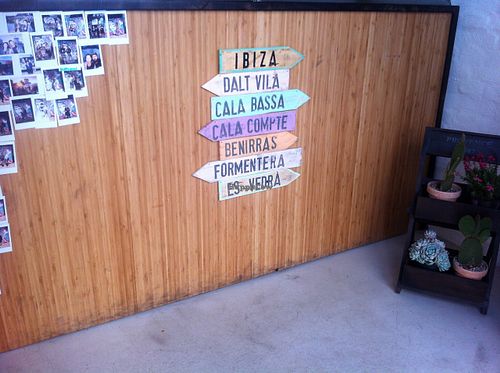 IBIZA
DALT VILA
CALA BASSA
CALA COMPTE
BENIRRAS
FORMENTERA
ES VEDRA